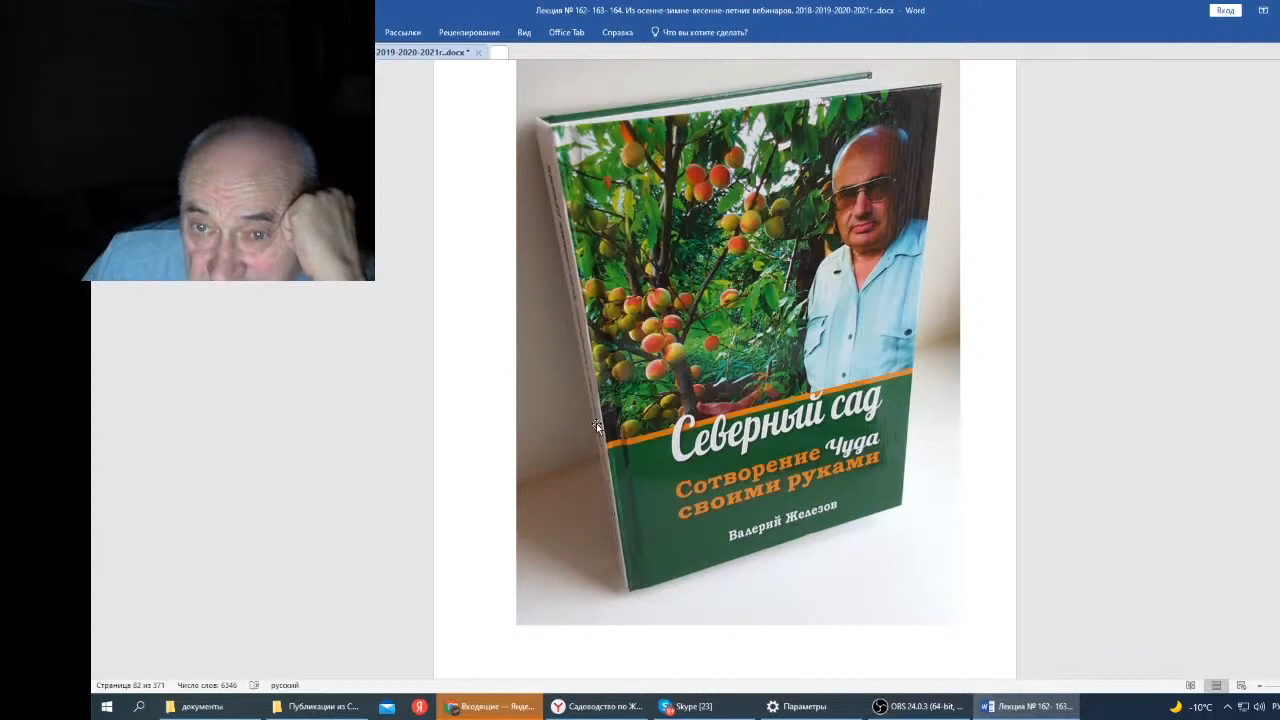 Лекция № 162- 163- 164. Из осенне-зимне-весенне-летних вебинаров. 2018-2019-2020-2021г..docx - Word
Вход
Рассылки
Рецензирование
Вид
Office Tab
Справка
Что вы хотите сделать?
2019-2020-2021г..docx *
Северный сад
Сотворение Чуда
своими руками
Валерий Железов
Страница 82 из 371
Число слов: 6346
русский
документы
Публикации из С...
Входящие — Янде...
Садоводство по Ж...
Skype [23]
Параметры
OBS 24.0.3 (64-bit, ...
Лекция № 162- 163...